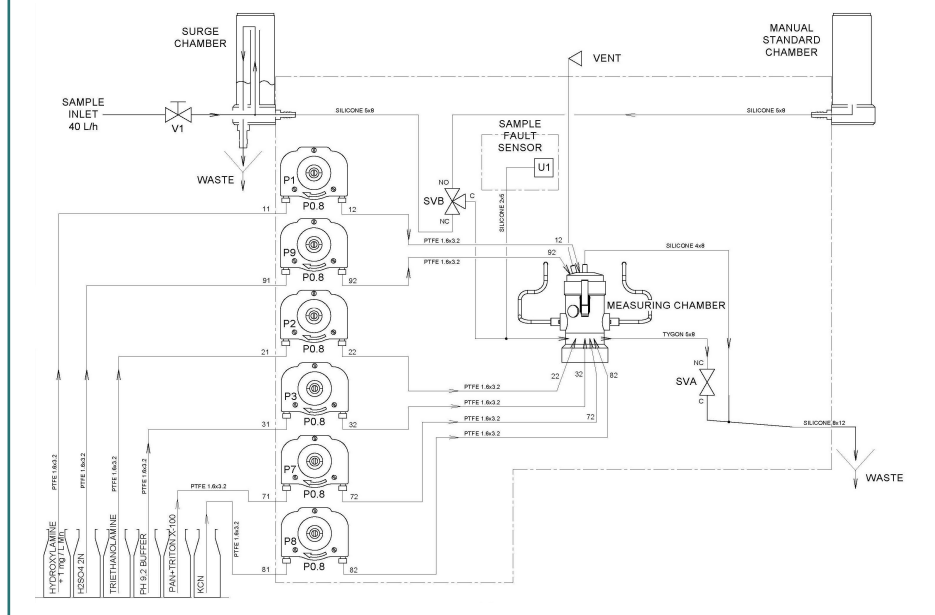 SURGE
CHAMBER
MANUAL
STANDARD
CHAMBER
VENT
SAMPLE
INLET
40 L/h
V1
SILICONE 5x8
SILICONE 5x8
SAMPLE
FAULT
SENSOR
U1
WASTE
P1
P0.8
11
12
NO
SVB
C
NC
SILICONE 2x5
PTFE 1.6x3.2
12
SILICONE 4x8
P9
P0.8
91
92
PTFE 1.6x3.2
92
MEASURING CHAMBER
P2
P0.8
21
22
TYGON 5x8
NC
SVA
C
22
32
82
72
PTFE 1.6x3.2
P3
P0.8
31
32
PTFE 1.6x3.2
PTFE 1.6x3.2
PTFE 1.6x3.2
SILICONE 8x12
WASTE
P7
P0.8
71
72
PTFE 1.6x3.2
P8
P0.8
81
82
PTFE 1.6x3.2
PTFE 1.6x3.2
PTFE 1.6x3.2
PTFE 1.6x3.2
PTFE 1.6x3.2
HYDROXYLAMINE
+ 1 mg / L Mn
H2SO4 2N
TRIETHANOLAMINE
PH 9.2 BUFFER
PAN+TRITON X-100
KCN